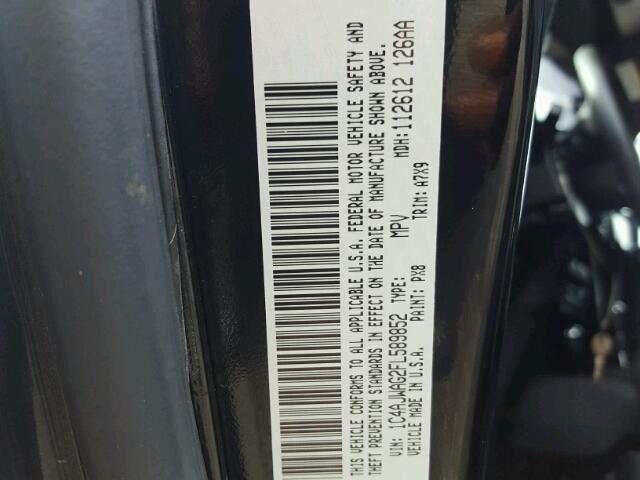 THIS VEHICLE CONFORMS TO ALL APPLICABLE U.S.A. FEDERAL MOTOR VEHICLE SAFETY AND
THEFT PREVENTION STANDARDS IN EFFECT ON THE DATE OF MANUFACTURE SHOWN ABOVE.
VIN: 1C4AJWAG2FL589852 TYPE: MPV MDH: 112612 126AA
VEHICLE MADE IN U.S.A. PAINT: PX8 TRIM: A7X9